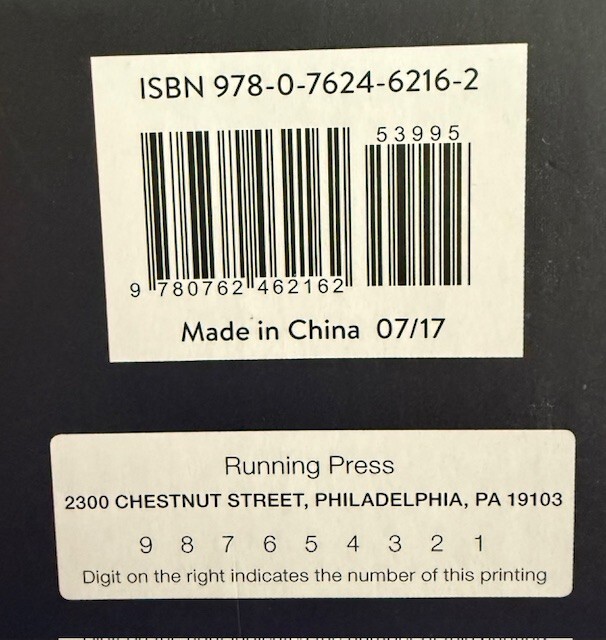 ISBN 978-0-7624-6216-2
53995
9 780762 462162
Made in China 07/17
Running Press
2300 CHESTNUT STREET, PHILADELPHIA, PA 19103
9 8 7 6 5 4 3 2 1
Digit on the right indicates the number of this printing